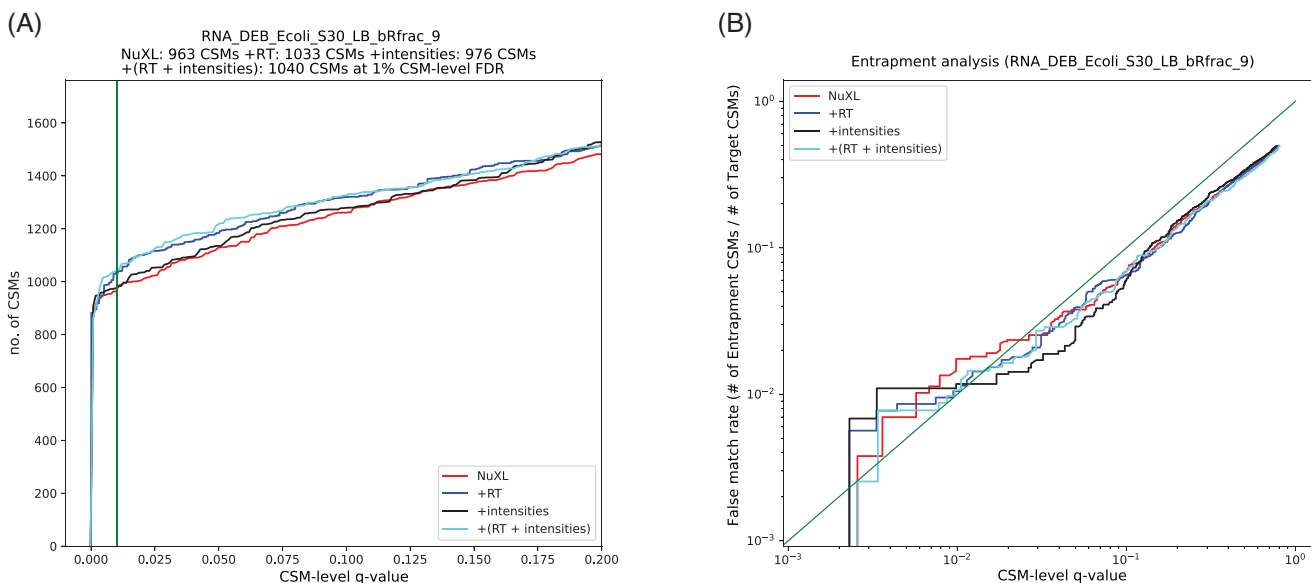 (A)
RNA_DEB_Ecoli_S30_LB_bRfrac_9
NuXL: 963 CSMs +RT: 1033 CSMs +intensities: 976 CSMs
+(RT + intensities): 1040 CSMs at 1% CSM-level FDR
no. of CSMs
1600
1400
1200
1000
800
600
400
200
0
0.000
0.025
0.050
0.075
0.100
0.125
0.150
0.175
0.200
CSM-level q-value
NuXL
+RT
+intensities
+(RT + intensities)
(B)
Entrapment analysis (RNA_DEB_Ecoli_S30_LB_bRfrac_9)
False match rate (# of Entrapment CSMs / # of Target CSMs)
10⁰
10⁻¹
10⁻²
10⁻³
10⁻³
10⁻²
10⁻¹
10⁰
CSM-level q-value
NuXL
+RT
+intensities
+(RT + intensities)